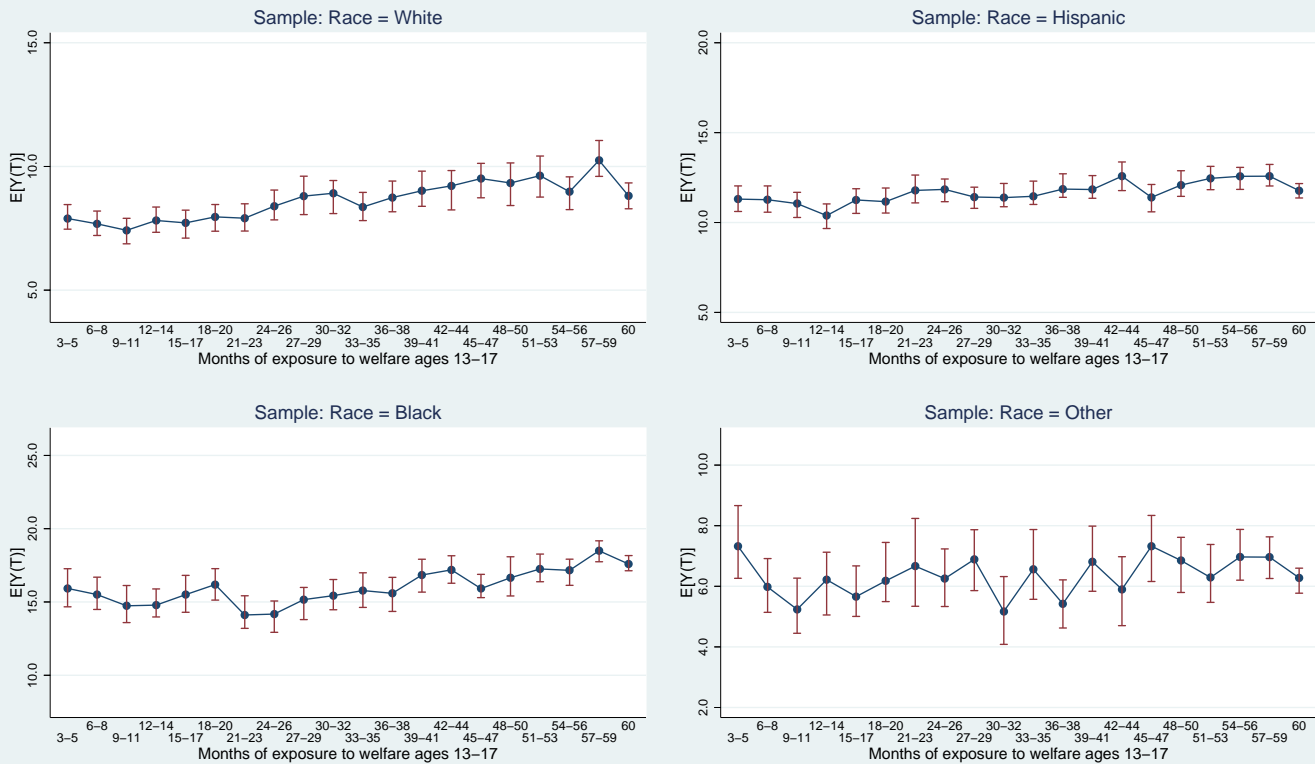 Sample: Race = White
E[Y(T)]
15.0
10.0
5.0
6–8 12–14 18–20 24–26 30–32 36–38 42–44 48–50 54–56 60
3–5 9–11 15–17 21–23 27–29 33–35 39–41 45–47 51–53 57–59
Months of exposure to welfare ages 13–17
Sample: Race = Hispanic
E[Y(T)]
20.0
15.0
10.0
5.0
6–8 12–14 18–20 24–26 30–32 36–38 42–44 48–50 54–56 60
3–5 9–11 15–17 21–23 27–29 33–35 39–41 45–47 51–53 57–59
Months of exposure to welfare ages 13–17
Sample: Race = Black
E[Y(T)]
25.0
20.0
15.0
10.0
6–8 12–14 18–20 24–26 30–32 36–38 42–44 48–50 54–56 60
3–5 9–11 15–17 21–23 27–29 33–35 39–41 45–47 51–53 57–59
Months of exposure to welfare ages 13–17
Sample: Race = Other
E[Y(T)]
10.0
8.0
6.0
4.0
2.0
6–8 12–14 18–20 24–26 30–32 36–38 42–44 48–50 54–56 60
3–5 9–11 15–17 21–23 27–29 33–35 39–41 45–47 51–53 57–59
Months of exposure to welfare ages 13–17